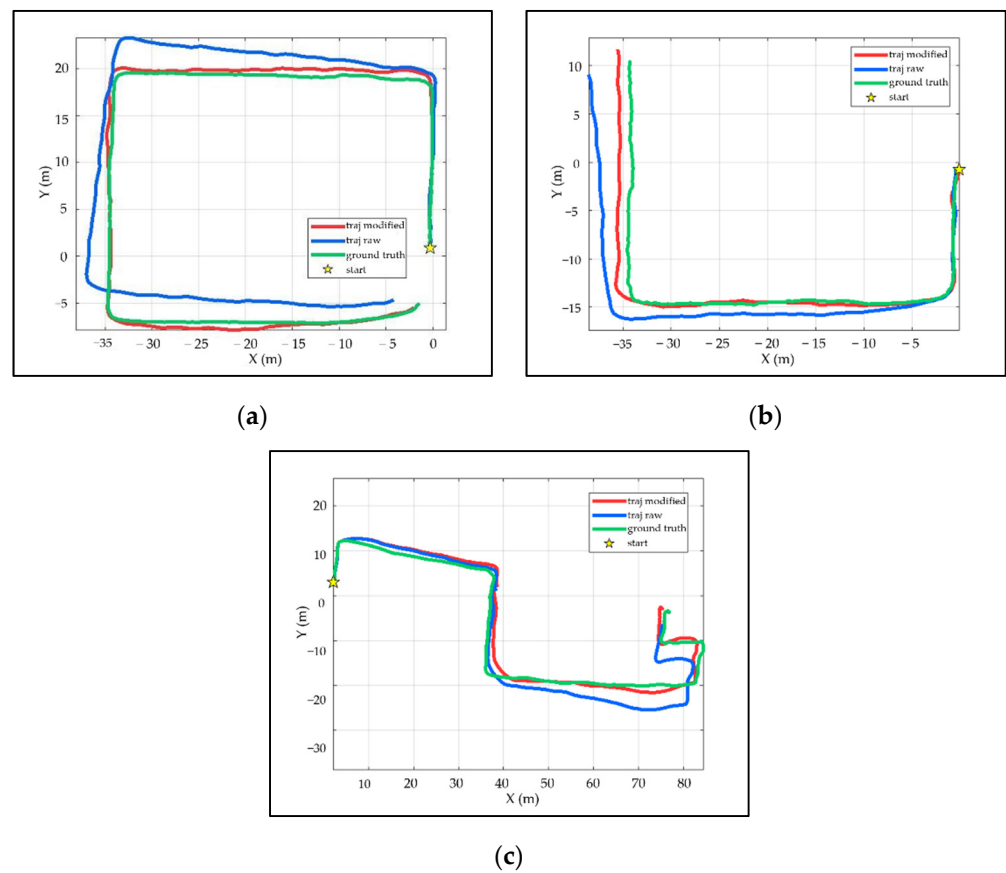 20
15
10
5
0
−5
Y (m)
traj modified
traj raw
ground truth
start
−35 −30 −25 −20 −15 −10 −5 0
X (m)
(a)
10
5
0
−5
−10
−15
Y (m)
traj modified
traj raw
ground truth
start
−35 −30 −25 −20 −15 −10 −5
X (m)
(b)
20
10
0
−10
−20
−30
Y (m)
traj modified
traj raw
ground truth
start
10 20 30 40 50 60 70 80
X (m)
(c)